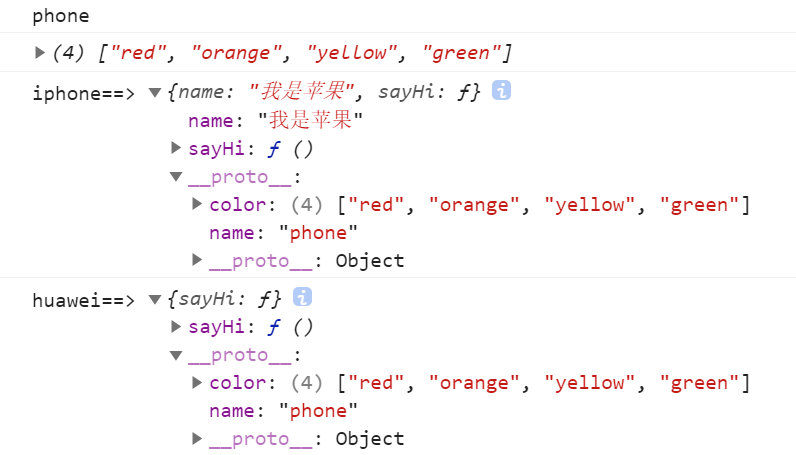 phone
(4) ["red", "orange", "yellow", "green"]
iphone==> {name: "我是苹果", sayHi: ƒ} i
name: "我是苹果"
sayHi: ƒ ()
__proto__:
color: (4) ["red", "orange", "yellow", "green"]
name: "phone"
__proto__: Object
huawei==> {sayHi: ƒ} i
sayHi: ƒ ()
__proto__:
color: (4) ["red", "orange", "yellow", "green"]
name: "phone"
__proto__: Object